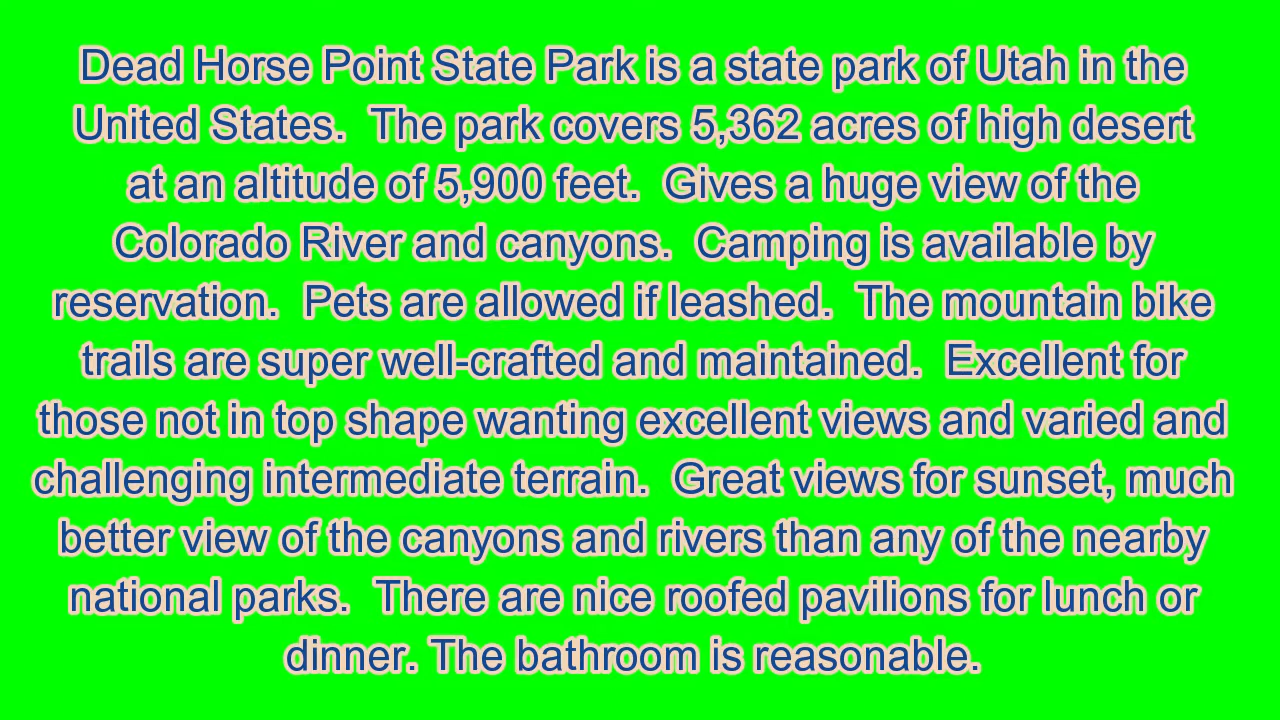 Dead Horse Point State Park is a state park of Utah in the
United States.  The park covers 5,362 acres of high desert
at an altitude of 5,900 feet.  Gives a huge view of the
Colorado River and canyons.  Camping is available by
reservation.  Pets are allowed if leashed.  The mountain bike
trails are super well-crafted and maintained.  Excellent for
those not in top shape wanting excellent views and varied and
challenging intermediate terrain.  Great views for sunset, much
better view of the canyons and rivers than any of the nearby
national parks.  There are nice roofed pavilions for lunch or
dinner. The bathroom is reasonable.